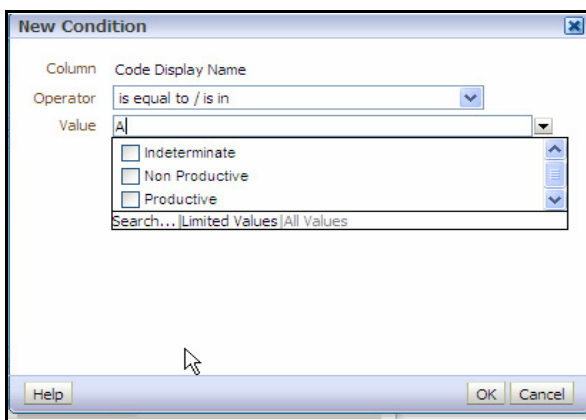 New Condition
Column Code Display Name
Operator is equal to / is in
Value A
Indeterminate
Non Productive
Productive
Search...|Limited Values|All Values
Help OK Cancel